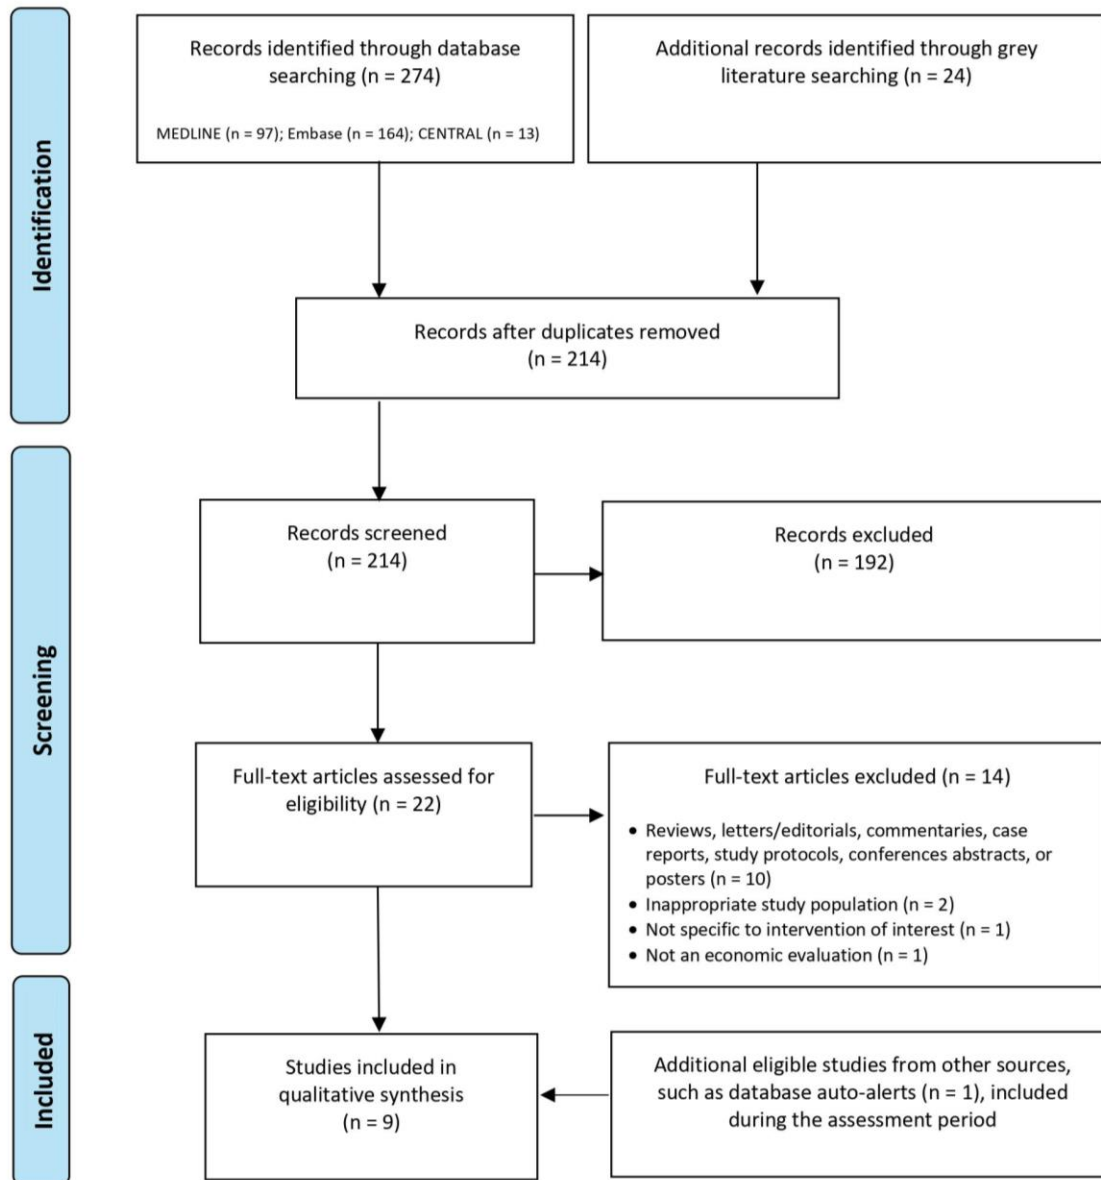 Identification
Records identified through database
searching (n = 274)
MEDLINE (n = 97); Embase (n = 164); CENTRAL (n = 13)
Additional records identified through grey
literature searching (n = 24)
Records after duplicates removed
(n = 214)
Screening
Records screened
(n = 214)
Records excluded
(n = 192)
Full-text articles assessed for
eligibility (n = 22)
Full-text articles excluded (n = 14)
• Reviews, letters/editorials, commentaries, case
reports, study protocols, conferences abstracts, or
posters (n = 10)
• Inappropriate study population (n = 2)
• Not specific to intervention of interest (n = 1)
• Not an economic evaluation (n = 1)
Included
Studies included in
qualitative synthesis
(n = 9)
Additional eligible studies from other sources,
such as database auto-alerts (n = 1), included
during the assessment period